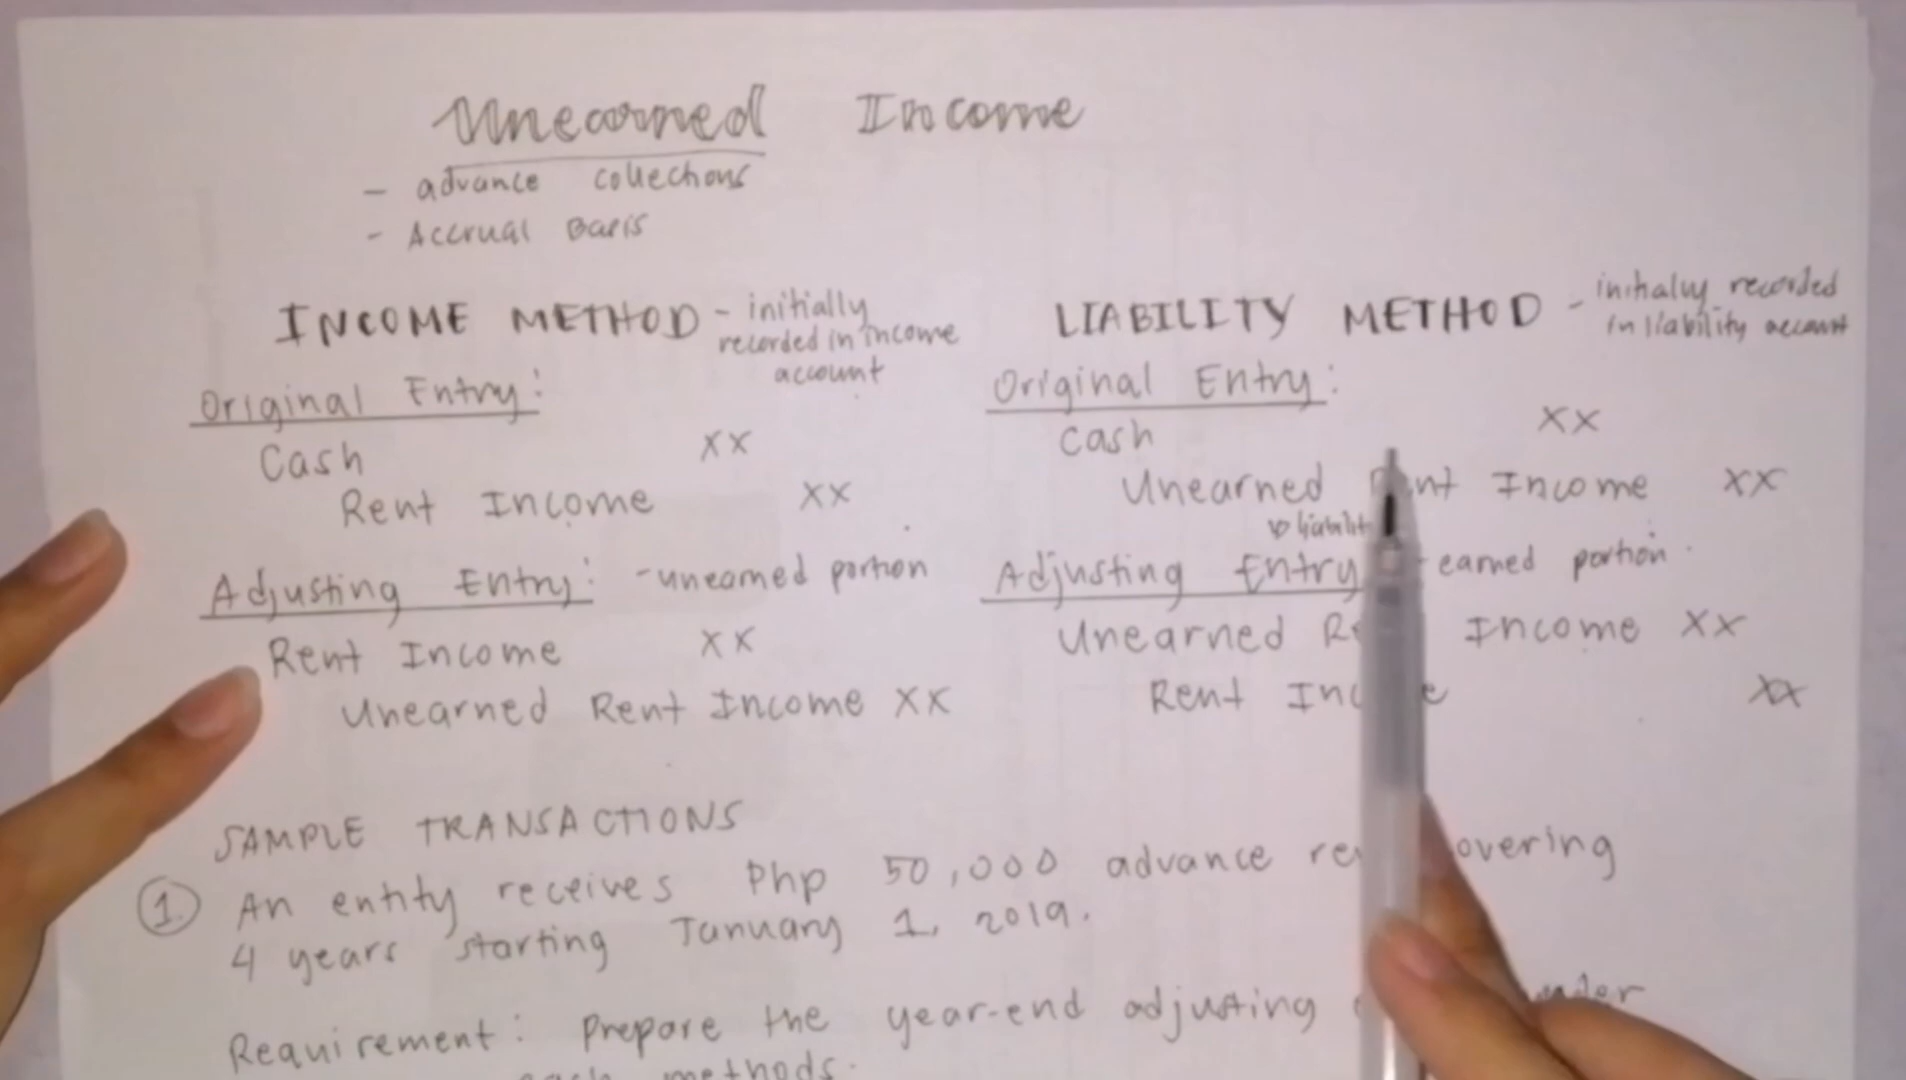 Unearned Income
- advance collections
- Accrual Basis
INCOME METHOD - initially
recorded in income
account
Original Entry:
Cash xx
Rent Income xx
Adjusting Entry: - unearned portion
Rent Income xx
Unearned Rent Income xx
LIABILITY METHOD - initially recorded
in liability account
Original Entry:
Cash xx
Unearned Income xx
Adjusting Entry earned portion
Unearned Income xx
Rent xx
SAMPLE TRANSACTIONS
1. An entity receives Php 50,000 advance
4 years starting January 1, 2019.
Requirement: Prepare the year-end adjusting under
methods.